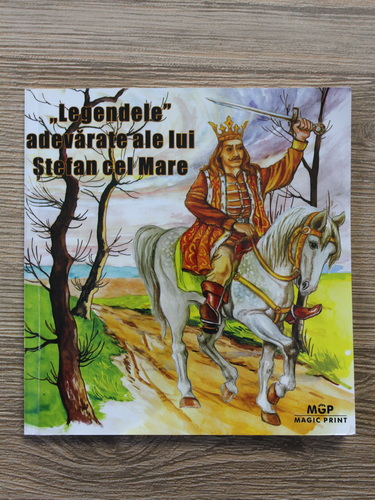 „Legendele”
adevărate ale lui
Ștefan cel Mare
MGP
MAGIC PRINT